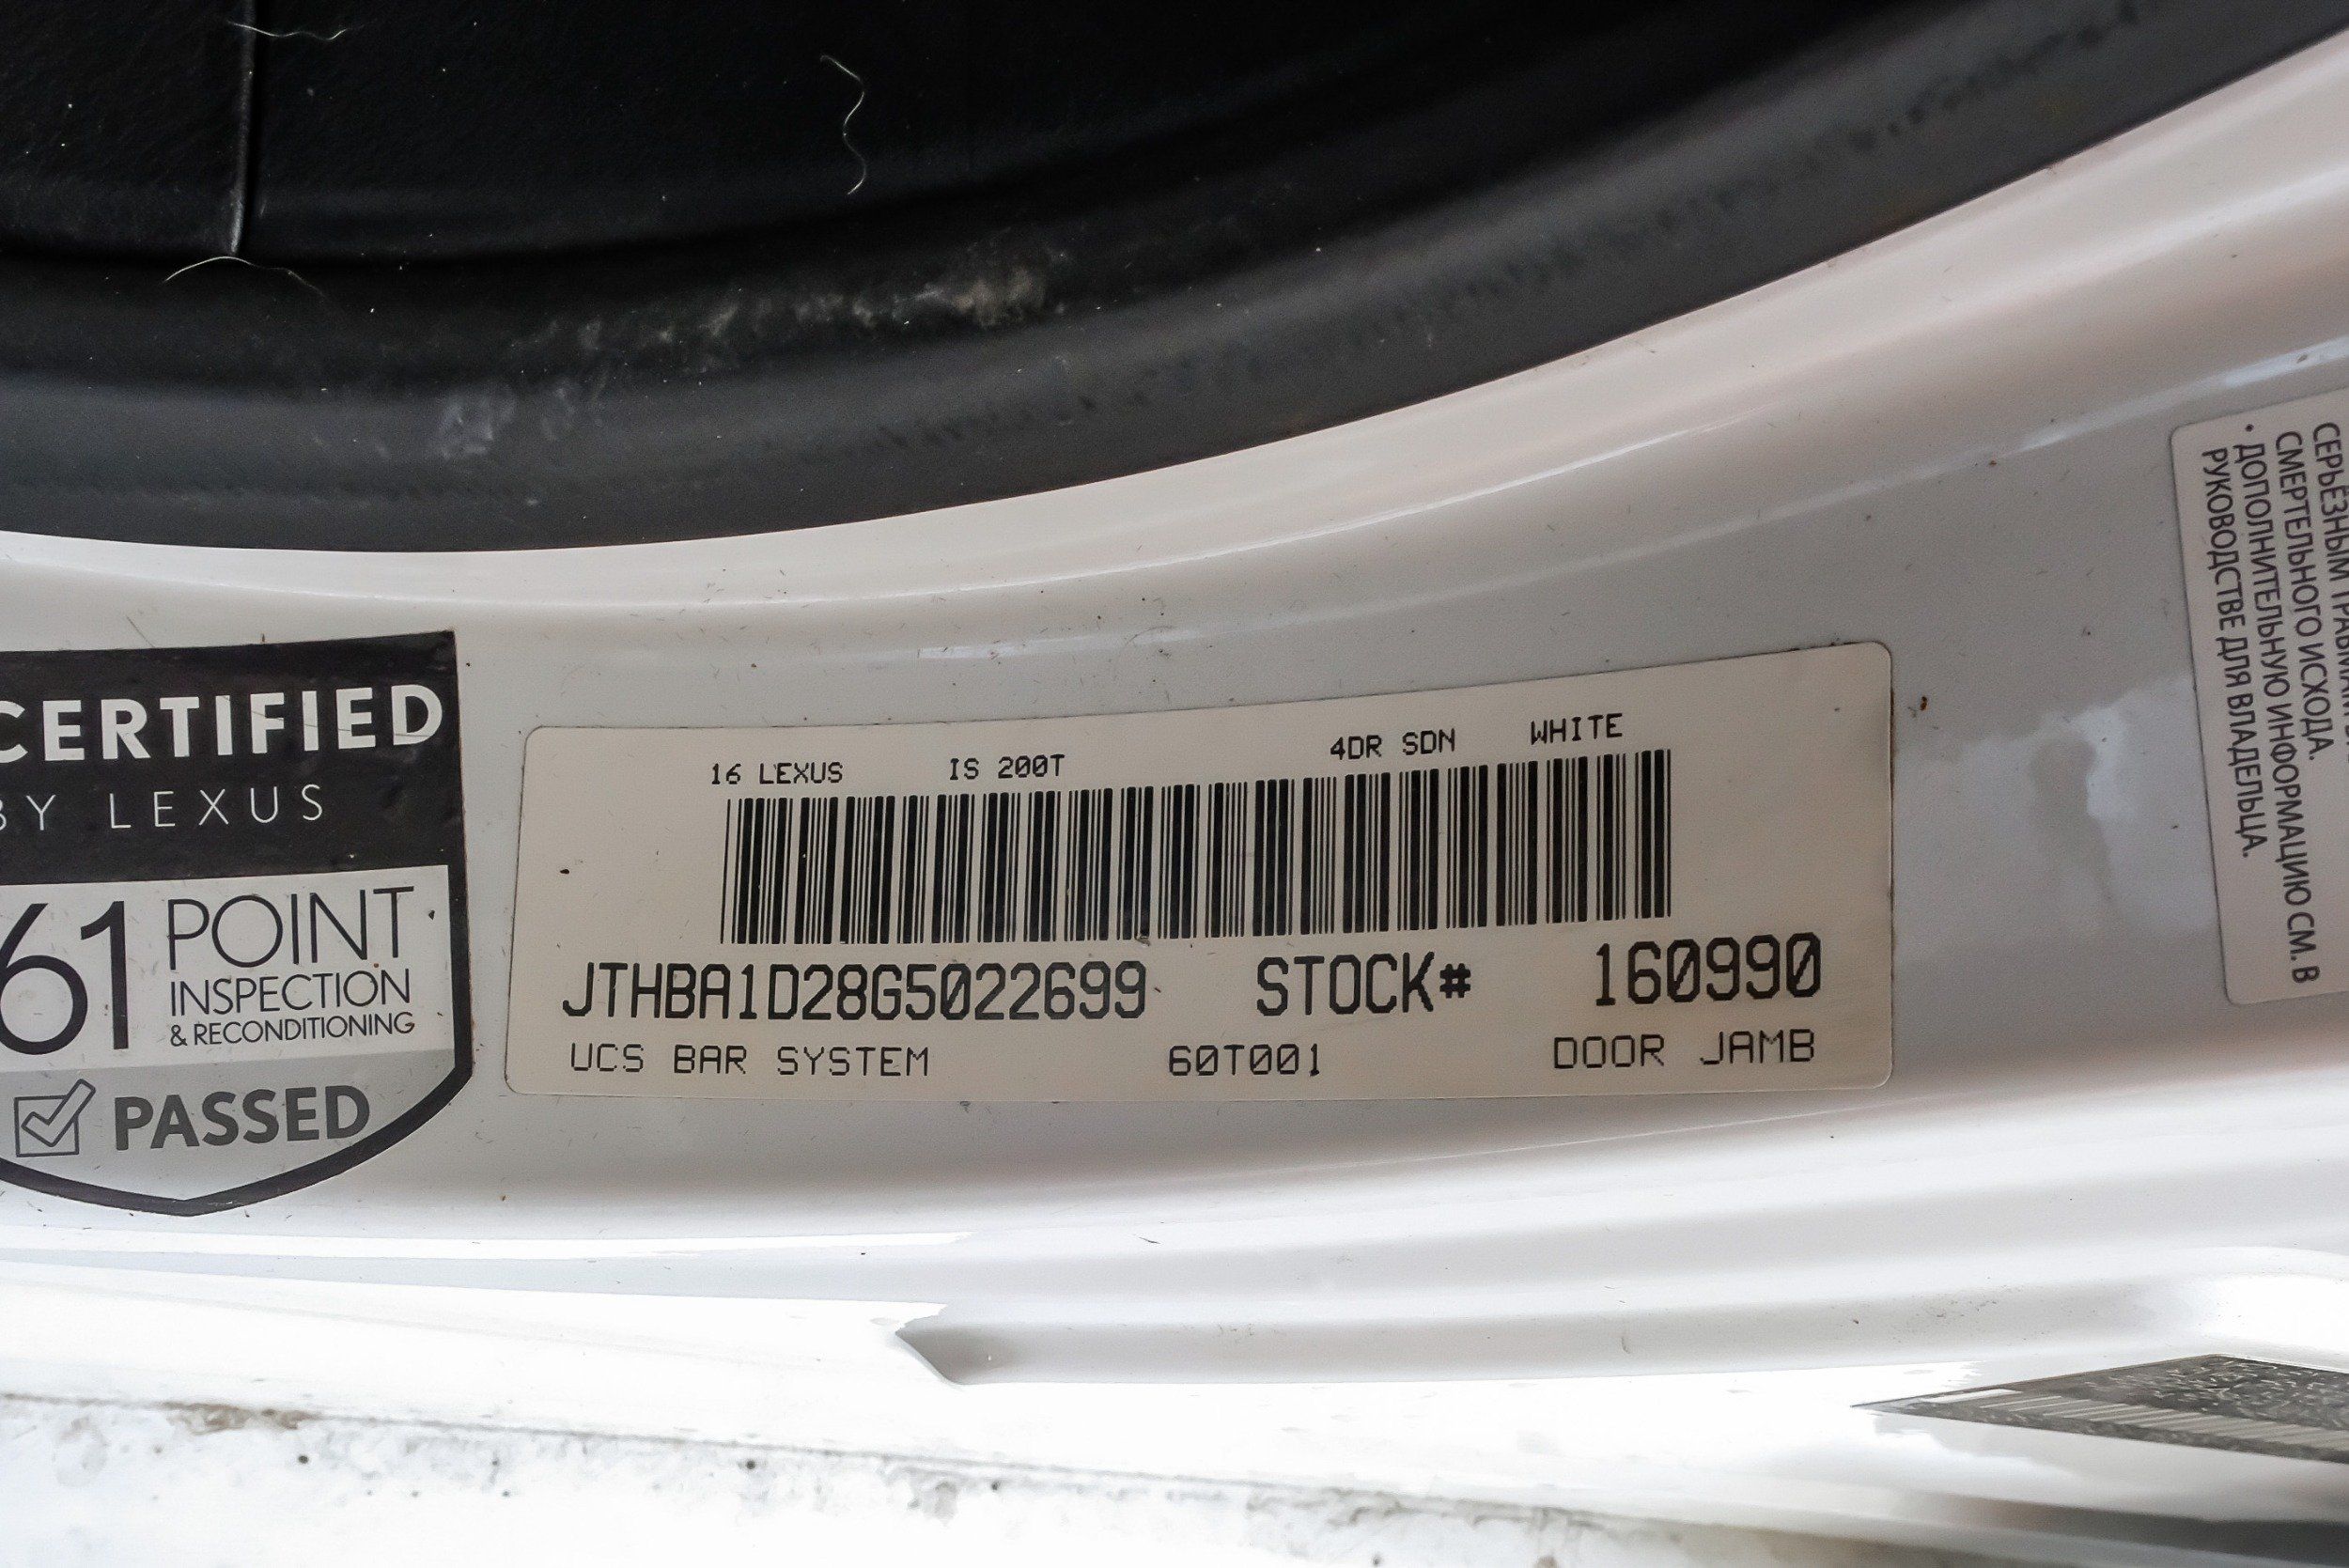 CERTIFIED
BY LEXUS
61 POINT
INSPECTION
& RECONDITIONING
PASSED
16 LEXUS IS 200T 4DR SDN WHITE
JTHBA1D28G5022699 STOCK# 160990
UCS BAR SYSTEM 60T001 DOOR JAMB
СЕРЬЁЗНЫМ
СМЕРТЕЛЬНОГО ИСХОДА.
• ДОПОЛНИТЕЛЬНУЮ ИНФОРМАЦИЮ СМ. В
РУКОВОДСТВЕ ДЛЯ ВЛАДЕЛЬЦА.